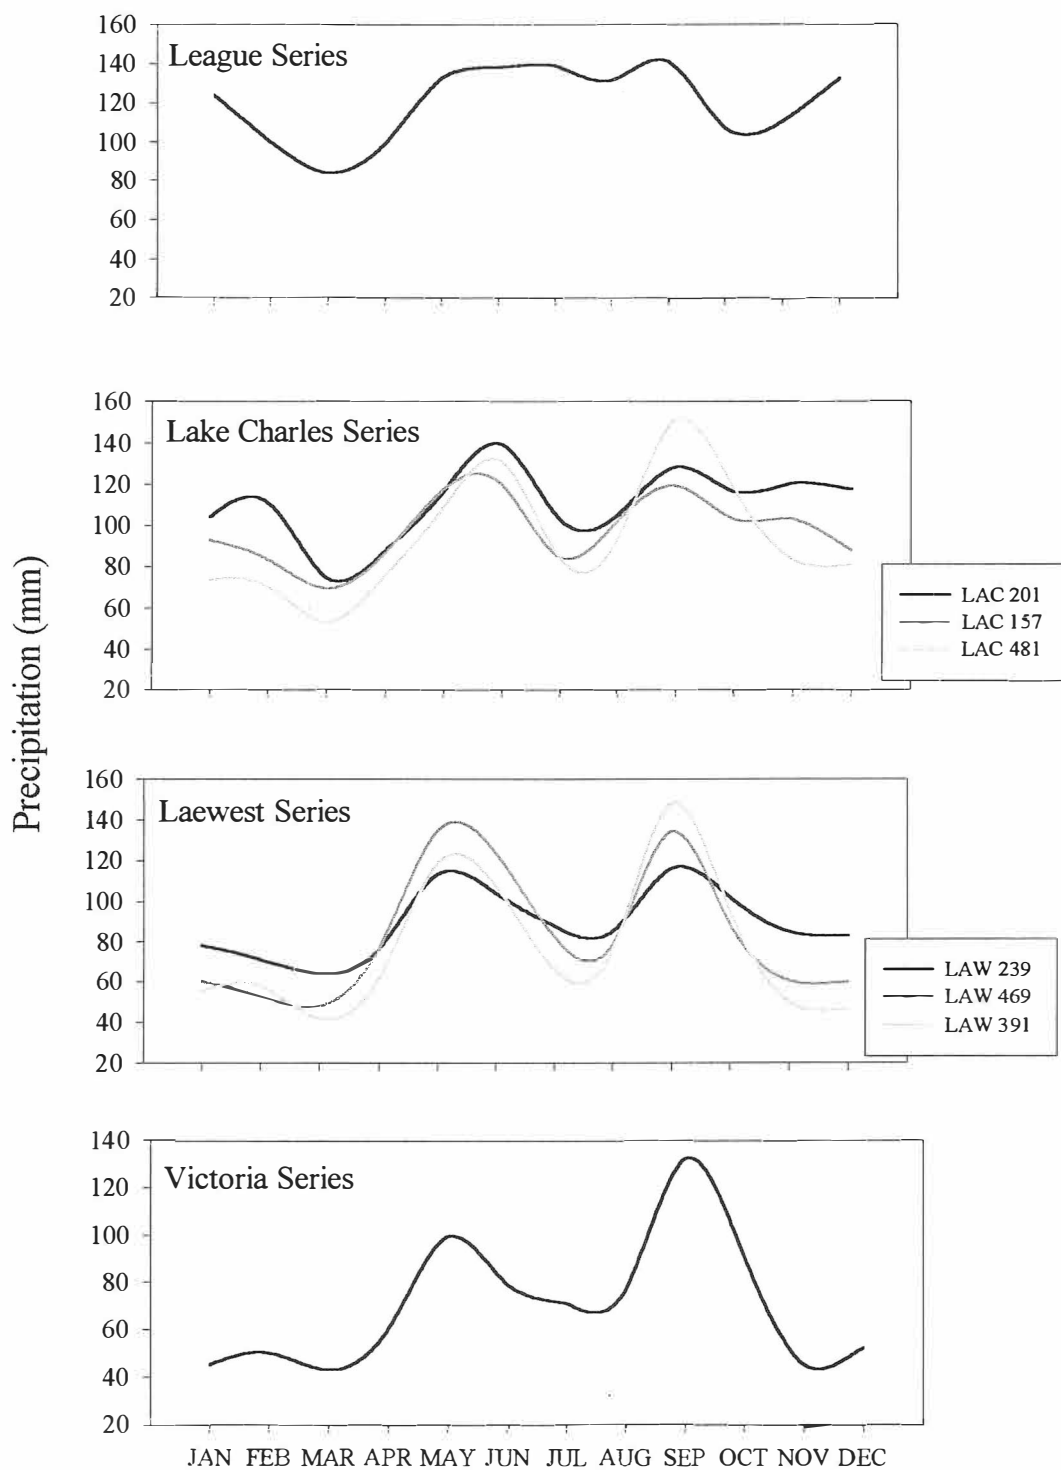 Precipitation (mm)
League Series
160
140
120
100
80
60
40
20
Lake Charles Series
160
140
120
100
80
60
40
20
LAC 201
LAC 157
LAC 481
Laewest Series
160
140
120
100
80
60
40
20
LAW 239
LAW 469
LAW 391
Victoria Series
140
120
100
80
60
40
20
JAN FEB MAR APR MAY JUN JUL AUG SEP OCT NOV DEC